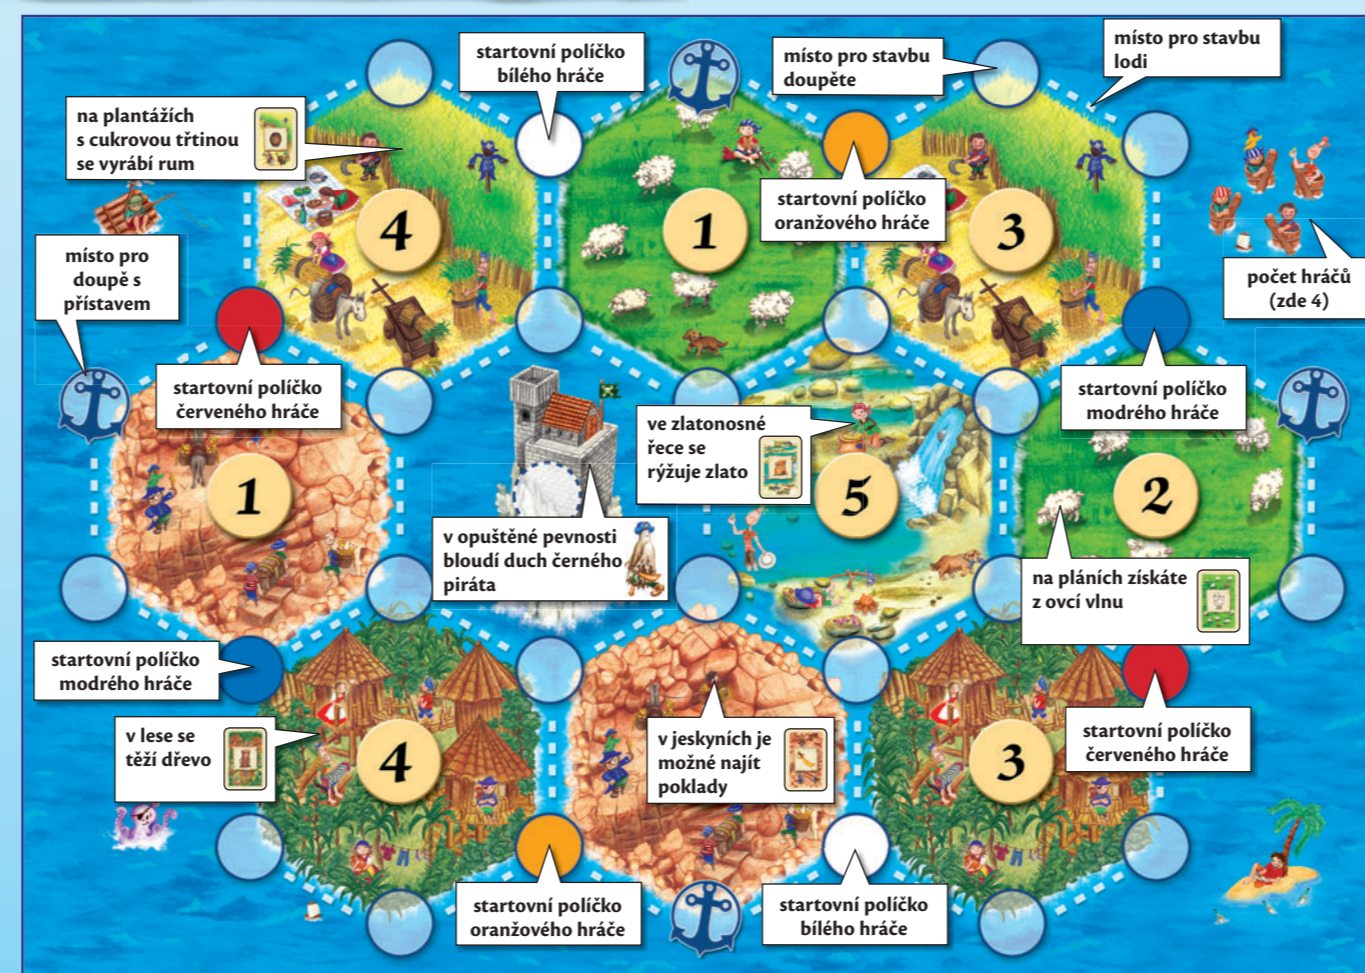 startovní políčko
bílého hráče
místo pro stavbu
doupěte
místo pro stavbu
lodi
na plantážích
s cukrovou třtinou
se vyrábí rum
startovní políčko
oranžového hráče
4
1
3
místo pro
doupě s
přístavem
počet hráčů
(zde 4)
startovní políčko
červeného hráče
startovní políčko
modrého hráče
ve zlatonosné
řece se
rýžuje zlato
1
5
2
v opuštěné pevnosti
bloudí duch černého
piráta
na pláních získáte
z ovcí vlnu
startovní políčko
modrého hráče
v lese se
těží dřevo
4
v jeskyních je
možné najít
poklady
3
startovní políčko
červeného hráče
startovní políčko
oranžového hráče
startovní políčko
bílého hráče